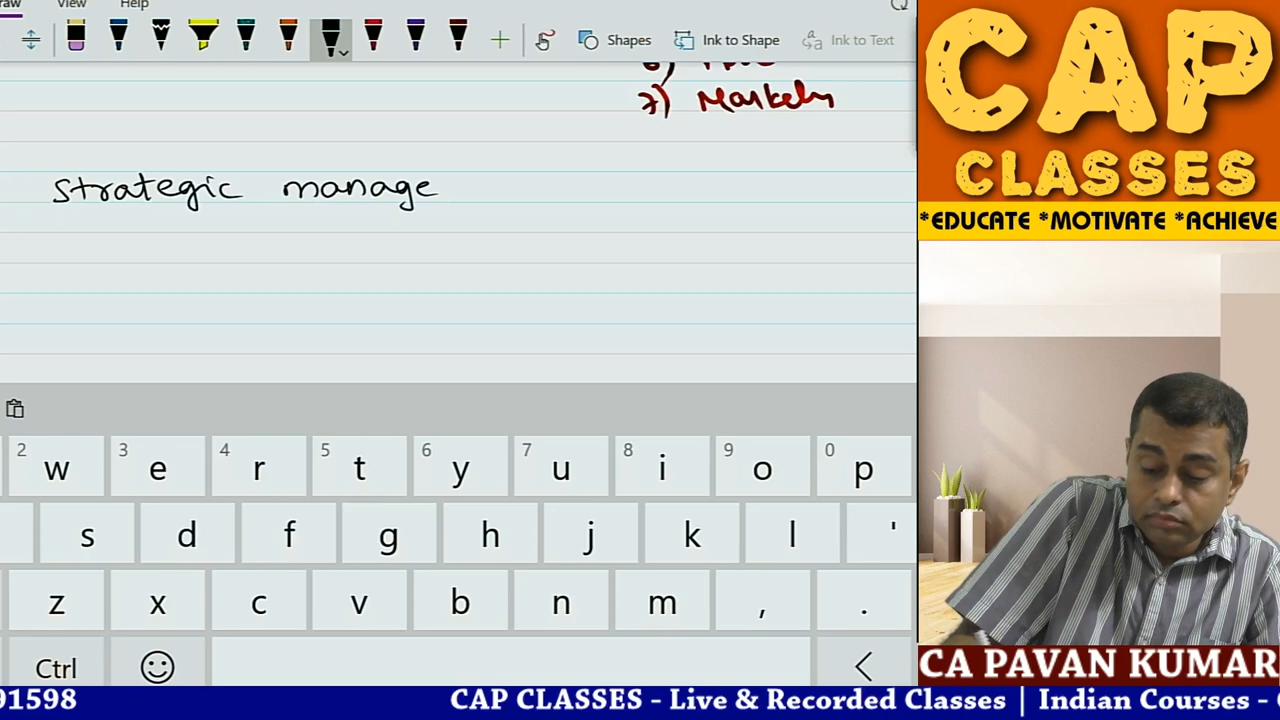 View Help
Shapes Ink to Shape Ink to Text
7)
strategic manage
2 w 3 e 4 r 5 t 6 y 7 u 8 i 9 o 0 p
s d f g h j k l '
z x c v b n m , .
Ctrl
CAP
CLASSES
*EDUCATE *MOTIVATE *ACHIEVE
CA PAVAN KUMAR
91598 CAP CLASSES - Live & Recorded Classes | Indian Courses -